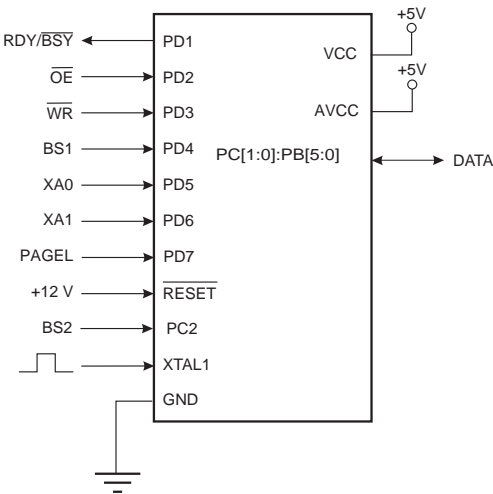 +5V
RDY/BSY PD1
VCC
+5V
OE PD2
WR PD3 AVCC
BS1 PD4 PC[1:0]:PB[5:0] DATA
XA0 PD5
XA1 PD6
PAGEL PD7
+12 V RESET
BS2 PC2
XTAL1
GND